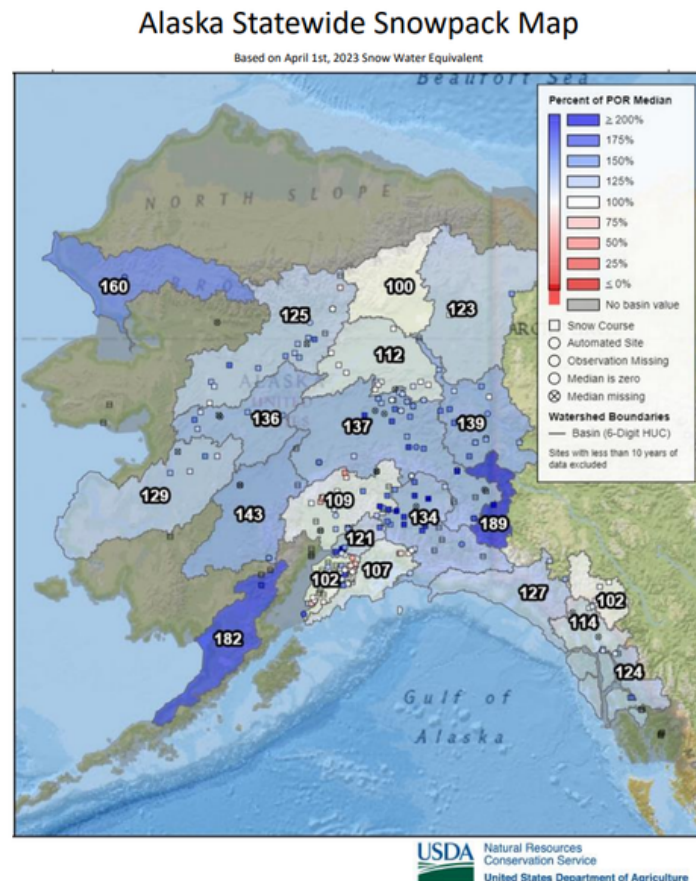 Alaska Statewide Snowpack Map
Based on April 1st, 2023 Snow Water Equivalent
Beaufort Sea
Percent of POR Median
≥ 200%
175%
150%
125%
100%
75%
50%
25%
≤ 0%
No basin value
Snow Course
Automated Site
Observation Missing
Median is zero
Median missing
Watershed Boundaries
Basin (6-Digit HUC)
Sites with less than 10 years of
data excluded
NORTH SLOPE
160
100
125
123
112
ALASKA
136
137
139
129
143
109
134
189
121
102
107
127
102
114
182
124
Gulf of
Alaska
USDA
Natural Resources
Conservation Service
United States Department of Agriculture